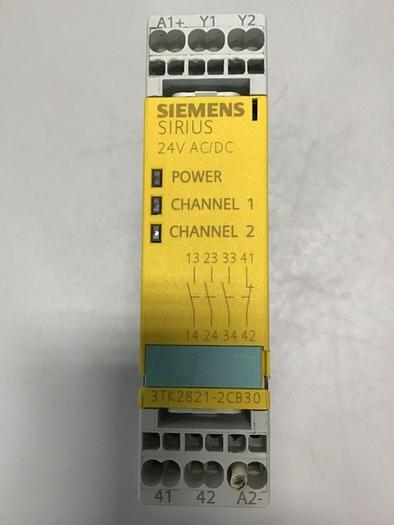 A1+ Y1 Y2
SIEMENS
SIRIUS
24V AC/DC
POWER
CHANNEL 1
CHANNEL 2
13 23 33 41
14 24 34 42
3TK2821-2CB30
41 42 A2-